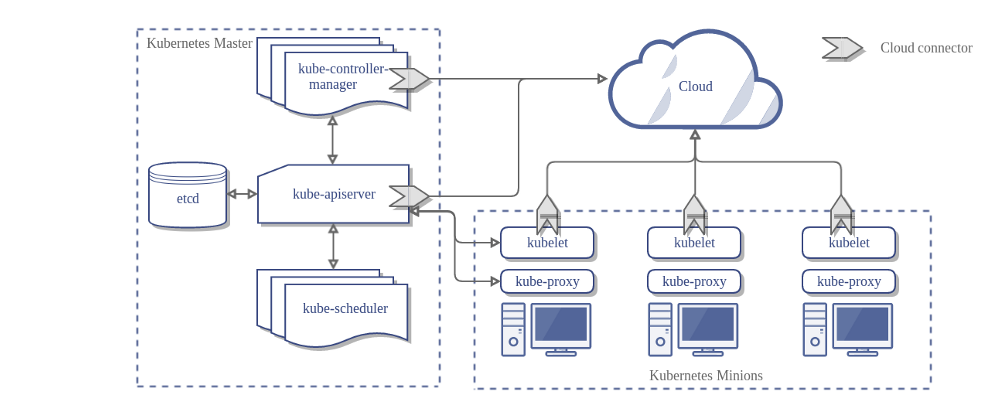 Kubernetes Master
kube-controller-
manager
Cloud
Cloud connector
etcd
kube-apiserver
kubelet
kubelet
kubelet
kube-proxy
kube-proxy
kube-proxy
kube-scheduler
Kubernetes Minions